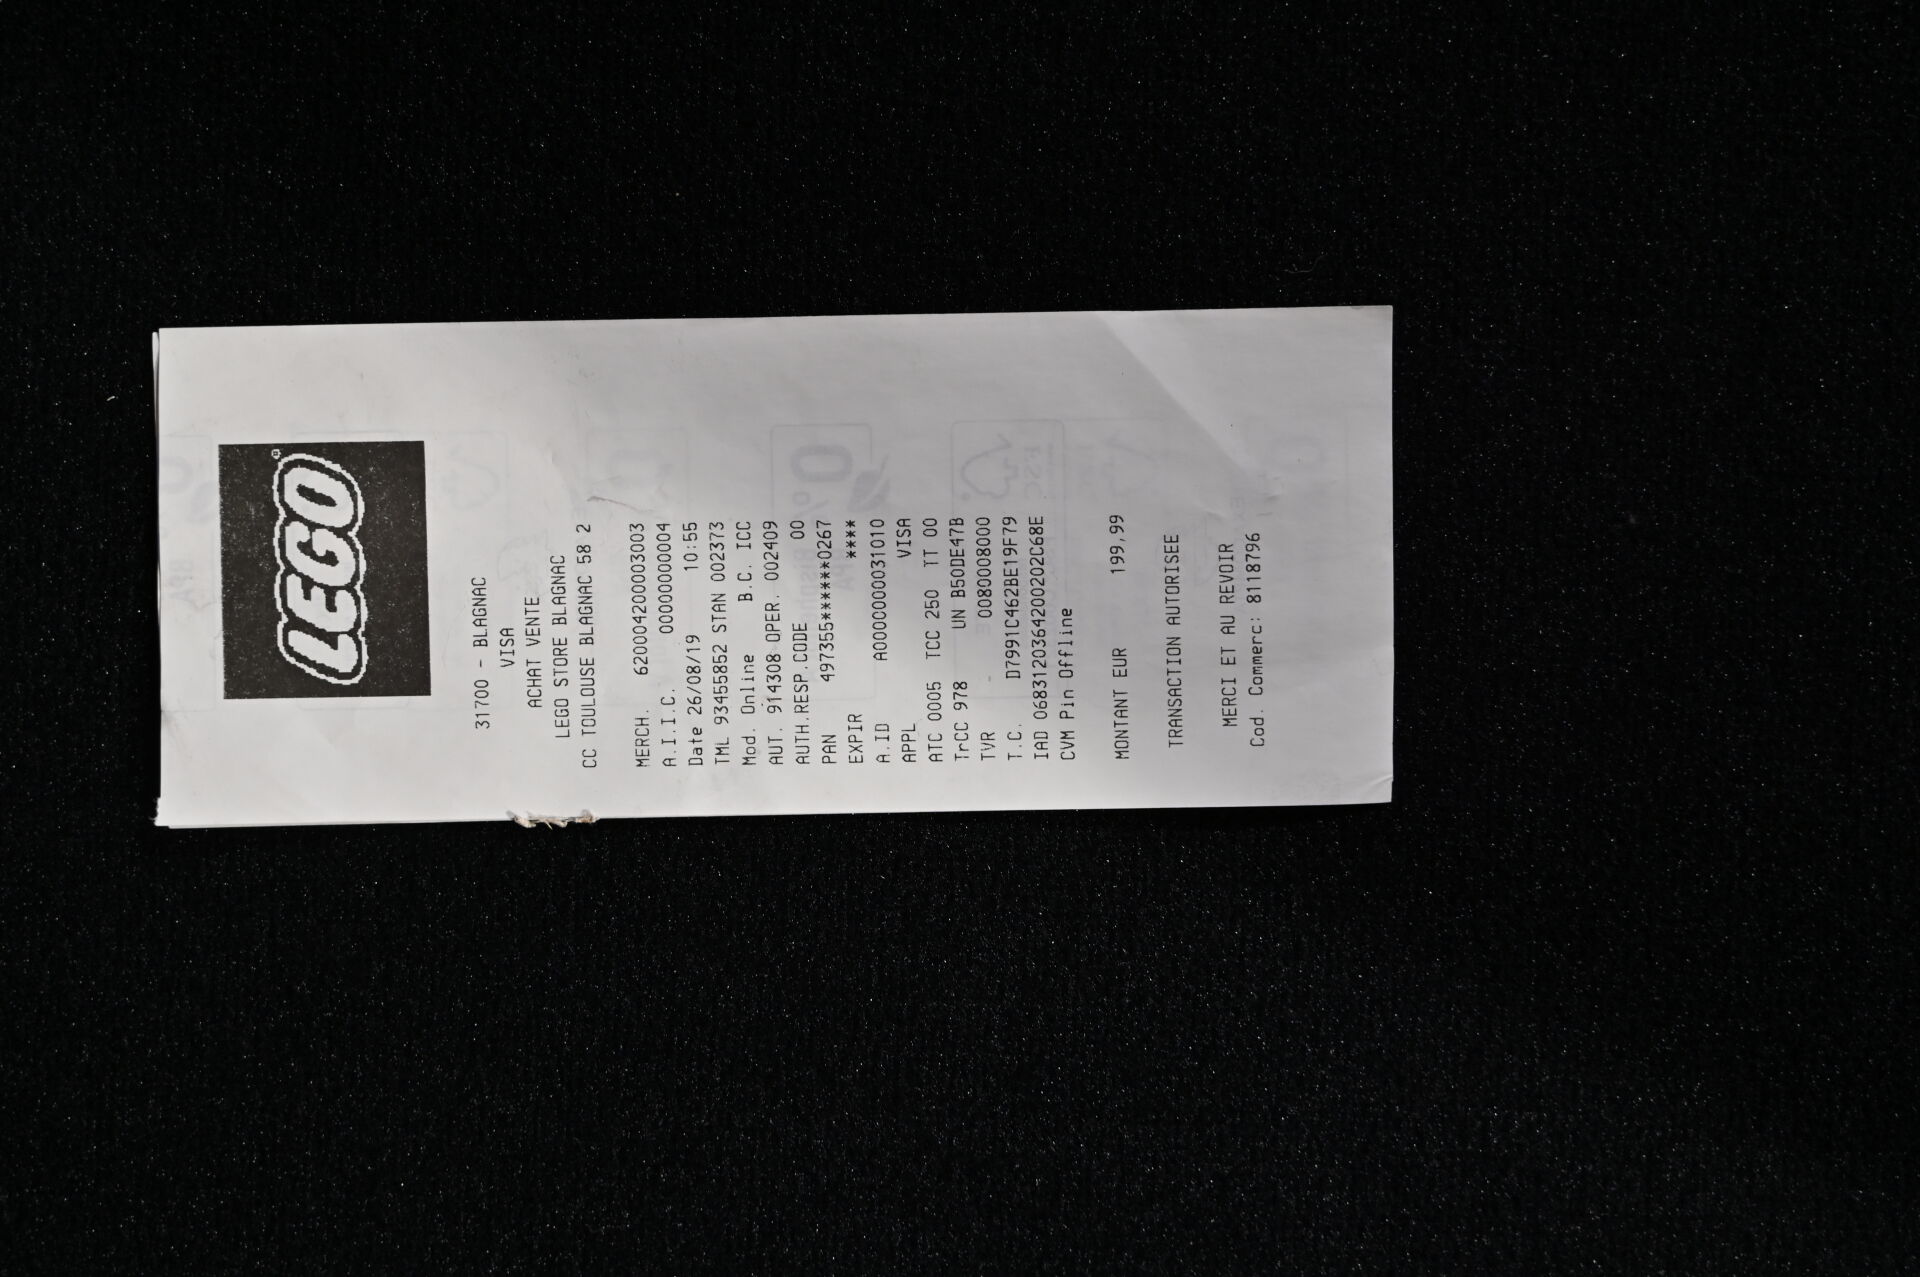 LEGO®
31700 - BLAGNAC
VISA
ACHAT VENTE
LEGO STORE BLAGNAC
CC TOULOUSE BLAGNAC 58 2
MERCH. 620004200003003
A.I.I.C. 00000000004
Date 26/08/19 10:55
TML 93455852 STAN 002373
Mod. Online B.C. ICC
AUT. 914308 OPER. 002409
AUTH.RESP.CODE 00
PAN 497355******0267
EXPIR ****
A.ID A0000000031010
APPL VISA
ATC 0005 TCC 250 TT 00
TrCC 978 UN B50DE47B
TVR 0080008000
T.C. D7991C462BE19F79
IAD 0683120364200202C68E
CVM Pin Offline
MONTANT EUR 199,99
TRANSACTION AUTORISEE
MERCI ET AU REVOIR
Cod. Commerc: 8118796